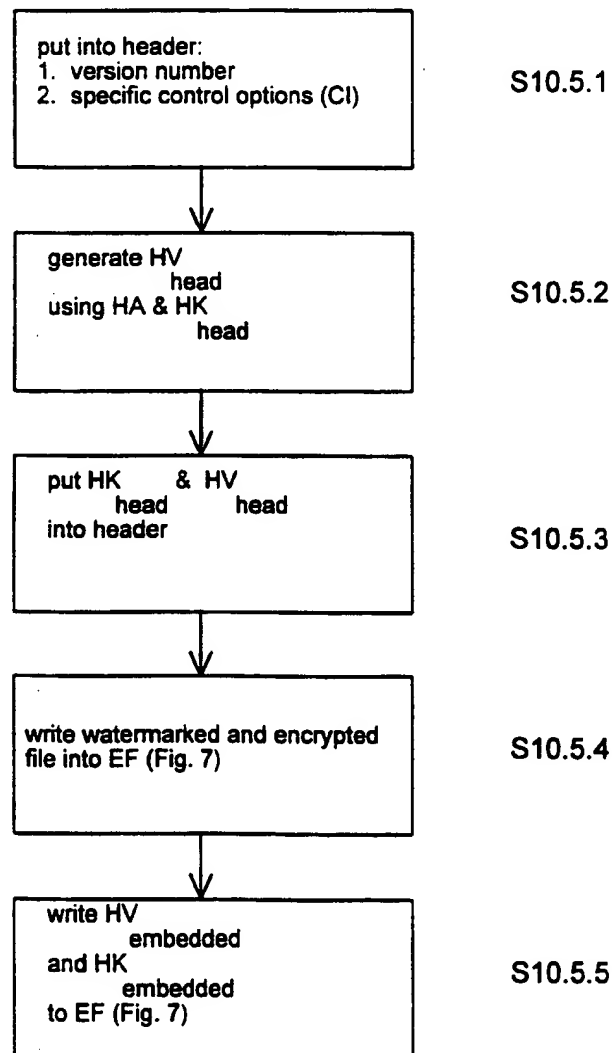 put into header:
1. version number
2. specific control options (CI)
S10.5.1
generate HV
head
using HA & HK
head
S10.5.2
put HK & HV
head head
into header
S10.5.3
write watermarked and encrypted
file into EF (Fig. 7)
S10.5.4
write HV
embedded
and HK
embedded
to EF (Fig. 7)
S10.5.5